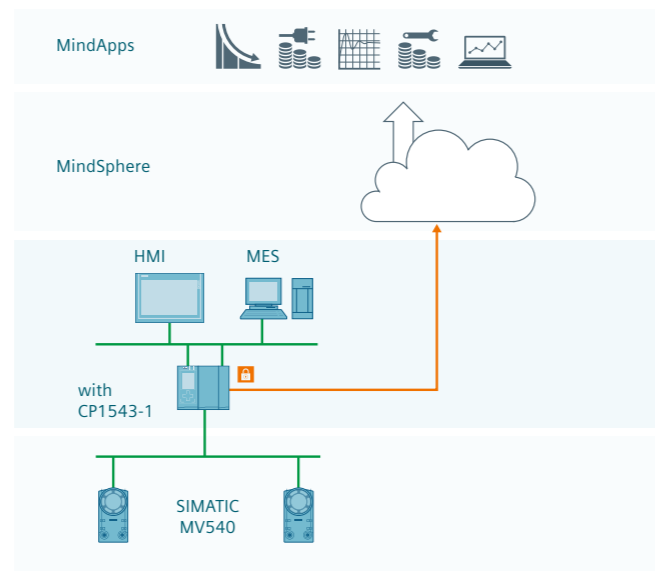 MindApps
MindSphere
HMI
MES
with
CP1543-1
SIMATIC
MV540